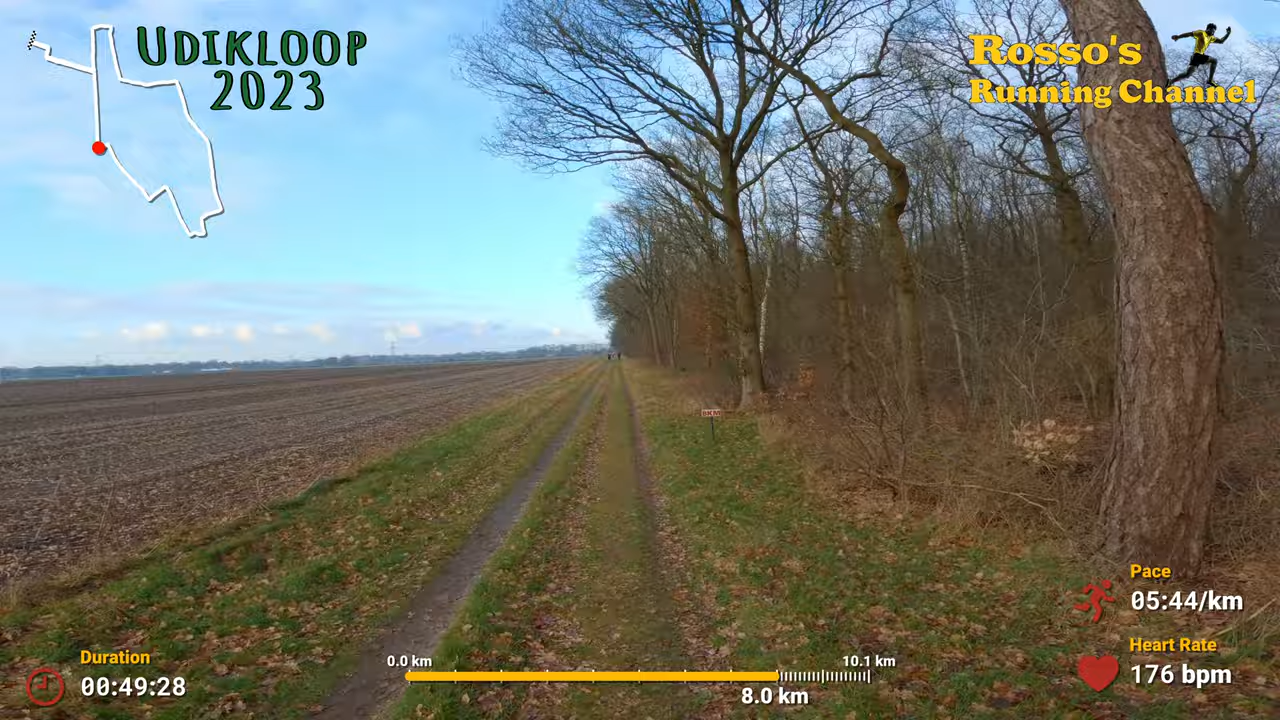 UDIKLOOP
2023
Rosso's
Running Channel
8KM
Pace
05:44/km
Heart Rate
176 bpm
Duration
00:49:28
0.0 km
10.1 km
8.0 km